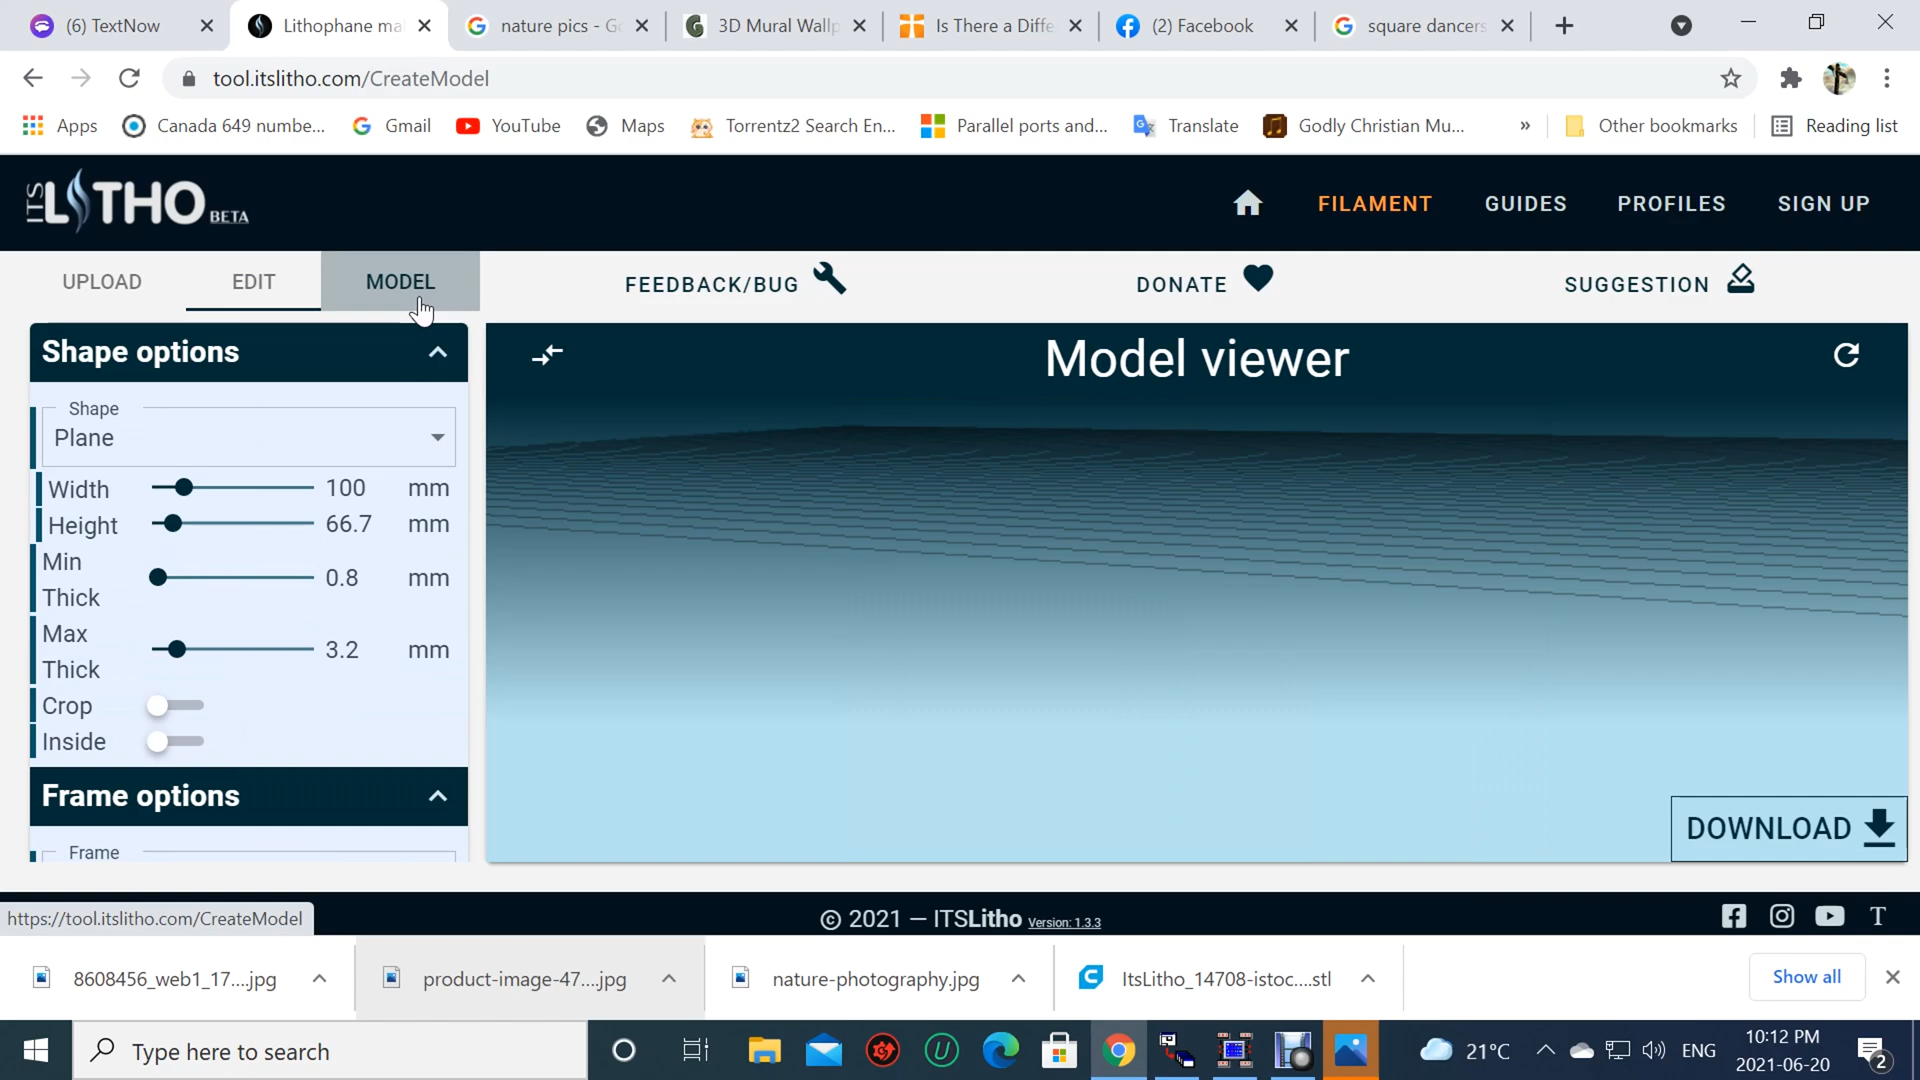 (6) TextNow
Lithophane ma
nature pics - G
3D Mural Wallp
Is There a Diffe
(2) Facebook
square dancers
tool.itslitho.com/CreateModel
Apps
Canada 649 numbe...
Gmail
YouTube
Maps
Torrentz2 Search En...
Parallel ports and...
Translate
Godly Christian Mu...
»
Other bookmarks
Reading list
ITS LITHO BETA
FILAMENT
GUIDES
PROFILES
SIGN UP
UPLOAD
EDIT
MODEL
FEEDBACK/BUG
DONATE
SUGGESTION
Shape options
Shape
Plane
Width 100 mm
Height 66.7 mm
Min
Thick 0.8 mm
Max
Thick 3.2 mm
Crop
Inside
Frame options
Frame
Model viewer
DOWNLOAD
https://tool.itslitho.com/CreateModel
© 2021 — ITSLitho Version: 1.3.3
T
8608456_web1_17....jpg
product-image-47....jpg
nature-photography.jpg
ItsLitho_14708-istoc....stl
Show all
Type here to search
21°C
ENG
10:12 PM
2021-06-20
2